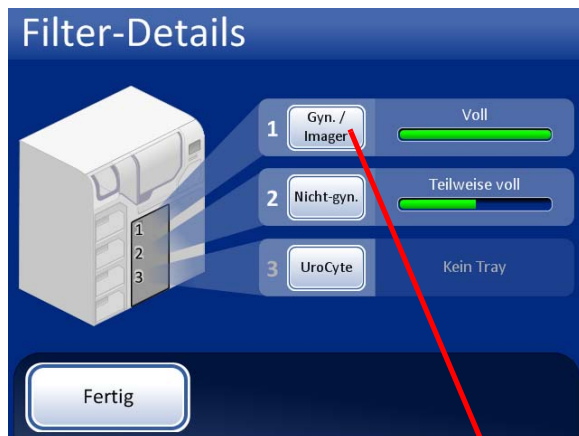 Filter-Details
1 Gyn. / Imager Voll
2 Nicht-gyn. Teilweise voll
3 UroCyte Kein Tray
1
2
3
Fertig